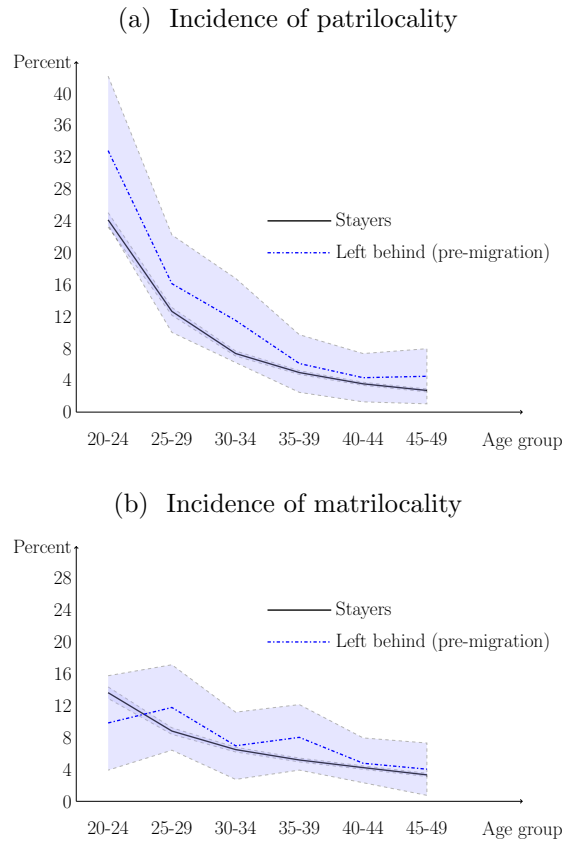 (a) Incidence of patrilocality
Percent
40
36
32
28
24
20
16
12
8
4
0
Stayers
Left behind (pre-migration)
20-24 25-29 30-34 35-39 40-44 45-49 Age group
(b) Incidence of matrilocality
Percent
28
24
20
16
12
8
4
0
Stayers
Left behind (pre-migration)
20-24 25-29 30-34 35-39 40-44 45-49 Age group